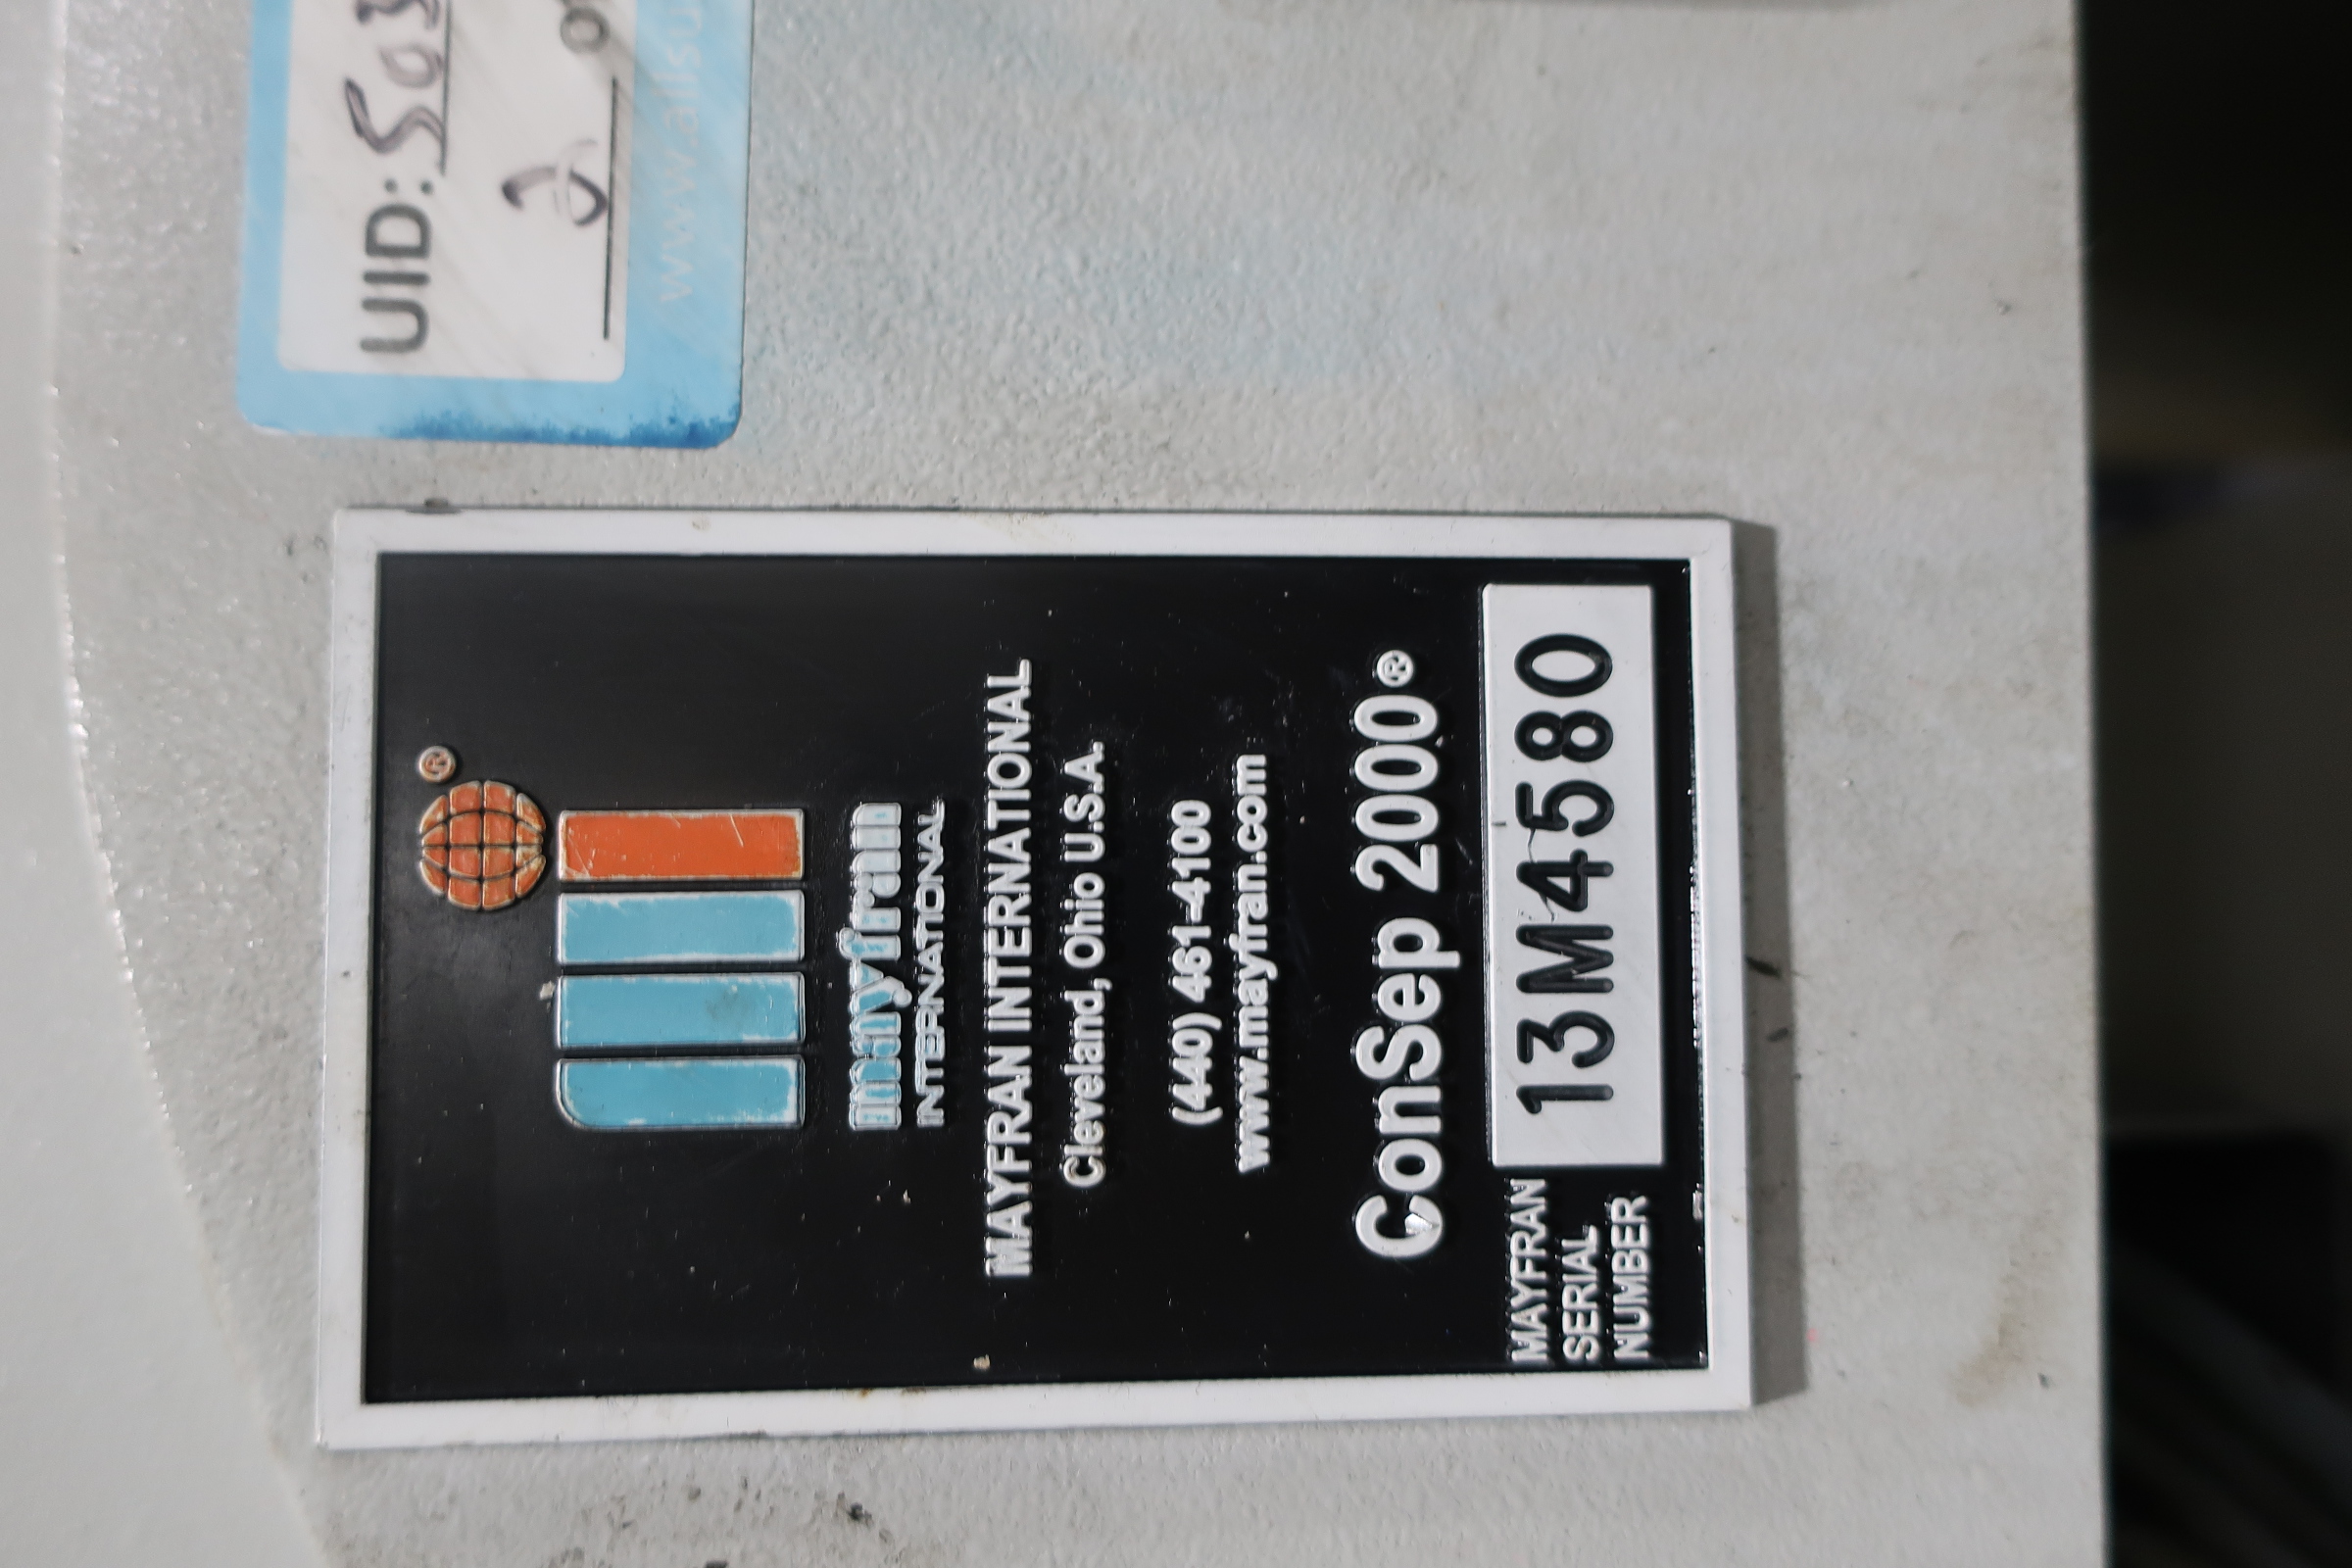 ®
mayfran
INTERNATIONAL
MAYFRAN INTERNATIONAL
Cleveland, Ohio U.S.A.
(440) 461-4100
www.mayfran.com
ConSep 2000®
MAYFRAN
SERIAL
NUMBER
13M4580
UID:
2